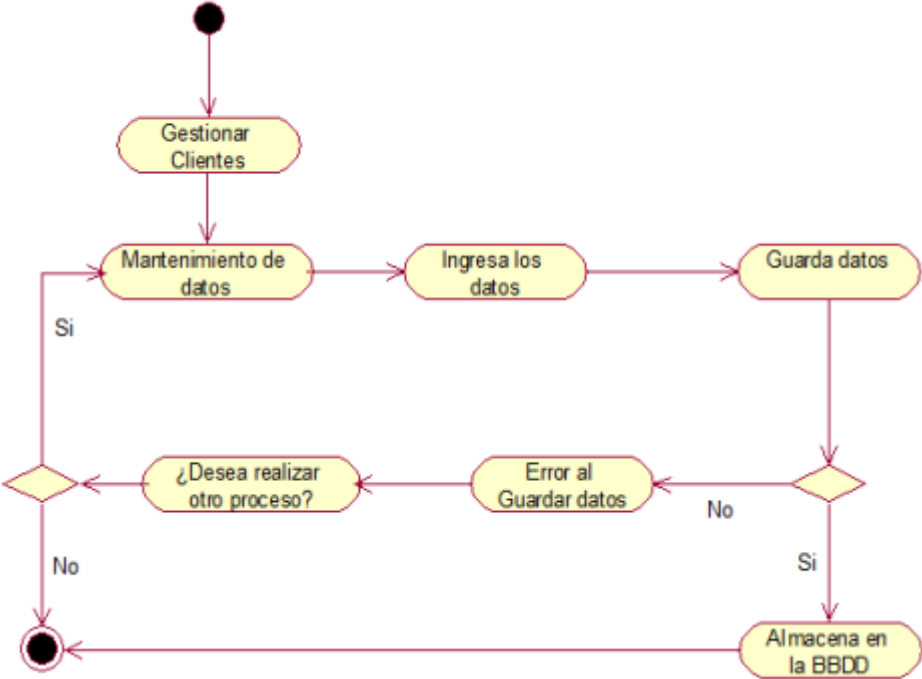 Gestionar
Clientes
Mantenimiento de
datos
Ingresa los
datos
Guarda datos
Si
¿Desea realizar
otro proceso?
Error al
Guardar datos
No
No
Si
Almacena en
la BBDD